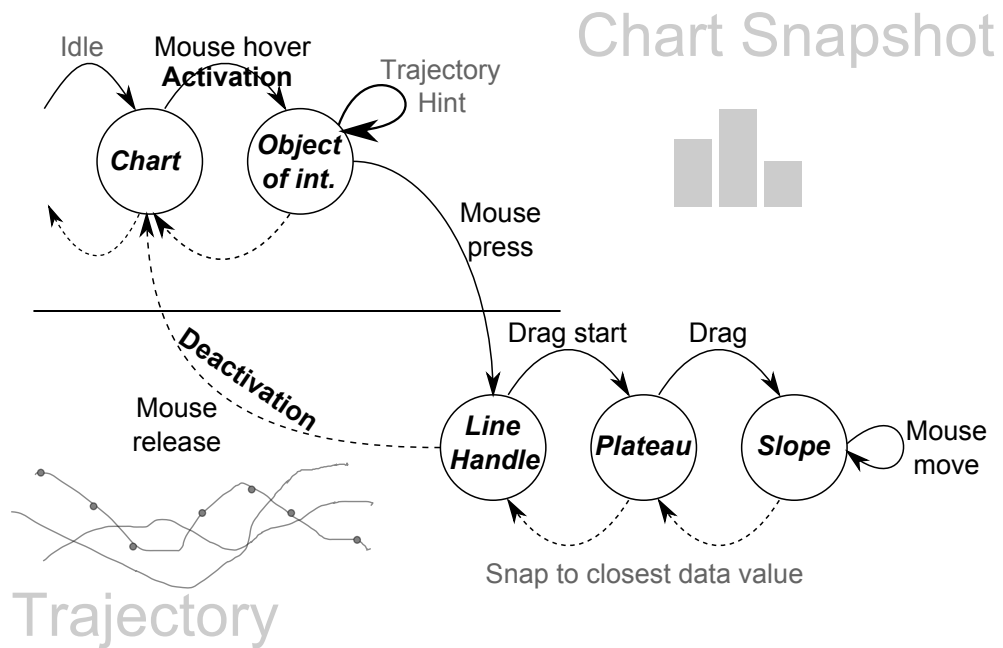 Chart Snapshot
Idle
Mouse hover
Activation
Trajectory
Hint
Chart
Object
of int.
Mouse
press
Drag start
Drag
Deactivation
Mouse
release
Line
Handle
Plateau
Slope
Mouse
move
Snap to closest data value
Trajectory